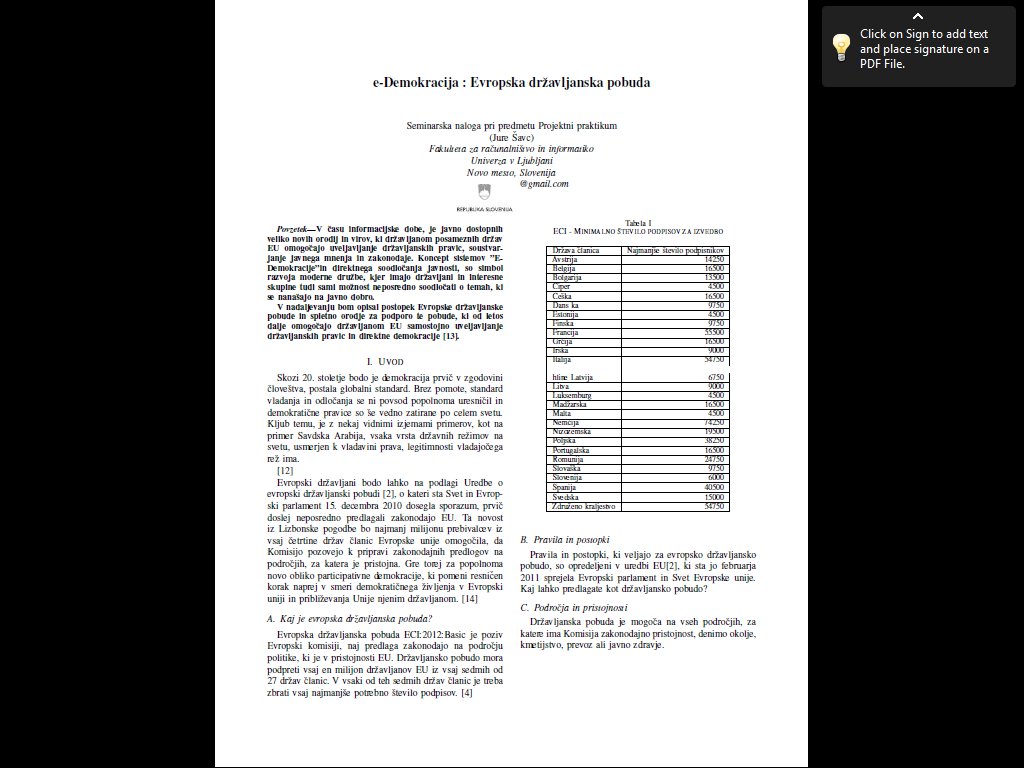 e-Demokracija : Evropska državljanska pobuda
Seminarska naloga pri predmetu Projektni praktikum
(Jure Šavc)
Fakulteta za računalništvo in informatiko
Univerza v Ljubljani
Novo mesto, Slovenija
@gmail.com
REPUBLIKA SLOVENIJA
Povzetek—V času informacijske dobe, je javno dostopnih
veliko novih orodij in virov, ki državljanom posameznih držav
EU omogočajo uveljavljanje državljanskih pravic, soustvar-
janje javnega mnenja in zakonodaje. Koncept sistemov "E-
Demokracije"in direktnega soodločanja javnosti, so simbol
razvoja moderne družbe, kjer imajo državljani in interesne
skupine tudi sami možnost neposredno soodločati o temah, ki
se nanašajo na javno dobro.
V nadaljevanju bom opisal postopek Evropske državljanske
pobude in spletno orodje za podporo te pobude, ki od letos
dalje omogočajo državljanom EU samostojno uveljavljanje
državljanskih pravic in direktne demokracije [13].
I. Uvod
Skozi 20. stoletje bodo je demokracija prvič v zgodovini
človeštva, postala globalni standard. Brez pomote, standard
vladanja in odločanja se ni povsod popolnoma uresničil in
demokratične pravice so še vedno zatirane po celem svetu.
Kljub temu, je z nekaj vidnimi izjemami primerov, kot na
primer Savdska Arabija, vsaka vrsta državnih režimov na
svetu, usmerjen k vladavini prava, legitimnosti vladajočega
režima.
[12]
Evropski državljani bodo lahko na podlagi Uredbe o
evropski državljanski pobudi [2], o kateri sta Svet in Evrop-
ski parlament 15. decembra 2010 dosegla sporazum, prvič
doslej neposredno predlagali zakonodajo EU. Ta novost
iz Lizbonske pogodbe bo najmanj milijonu prebivalcev iz
vsaj četrtine držav članic Evropske unije omogočila, da
Komisijo pozovejo k pripravi zakonodajnih predlogov na
področjih, za katera je pristojna. Gre torej za popolnoma
novo obliko participativne demokracije, ki pomeni resničen
korak naprej v smeri demokratičnega življenja v Evropski
uniji in približevanja Unije njenim državljanom. [14]
A. Kaj je evropska državljanska pobuda?
Evropska državljanska pobuda ECI:2012:Basic je poziv
Evropski komisiji, naj predlaga zakonodajo na področju
politike, ki je v pristojnosti EU. Državljansko pobudo mora
podpreti vsaj en milijon državljanov EU iz vsaj sedmih od
27 držav članic. V vsaki od teh sedmih držav članic je treba
zbrati vsaj najmanjše potrebno število podpisov. [4]
Tabela I
ECI - Minimalno število podpisov za izvedbo
Država članica Najmanjše število podpisnikov
Avstrija 14250
Belgija 16500
Bolgarija 13500
Ciper 4500
Češka 16500
Danska 9750
Estonija 4500
Finska 9750
Francija 55500
Grčija 16500
Irska 9000
Italija 54750
hline Latvija 6750
Litva 9000
Luksemburg 4500
Madžarska 16500
Malta 4500
Nemčija 74250
Nizozemska 19500
Poljska 38250
Portugalska 16500
Romunija 24750
Slovaška 9750
Slovenija 6000
Španija 40500
Švedska 15000
Združeno kraljestvo 54750
B. Pravila in postopki
Pravila in postopki, ki veljajo za evropsko državljansko
pobudo, so opredeljeni v uredbi EU[2], ki sta jo februarja
2011 sprejela Evropski parlament in Svet Evropske unije.
Kaj lahko predlagate kot državljansko pobudo?
C. Področja in pristojnosti
Državljanska pobuda je mogoča na vseh področjih, za
katere ima Komisija zakonodajno pristojnost, denimo okolje,
kmetijstvo, prevoz ali javno zdravje.
Click on Sign to add text
and place signature on a
PDF File.